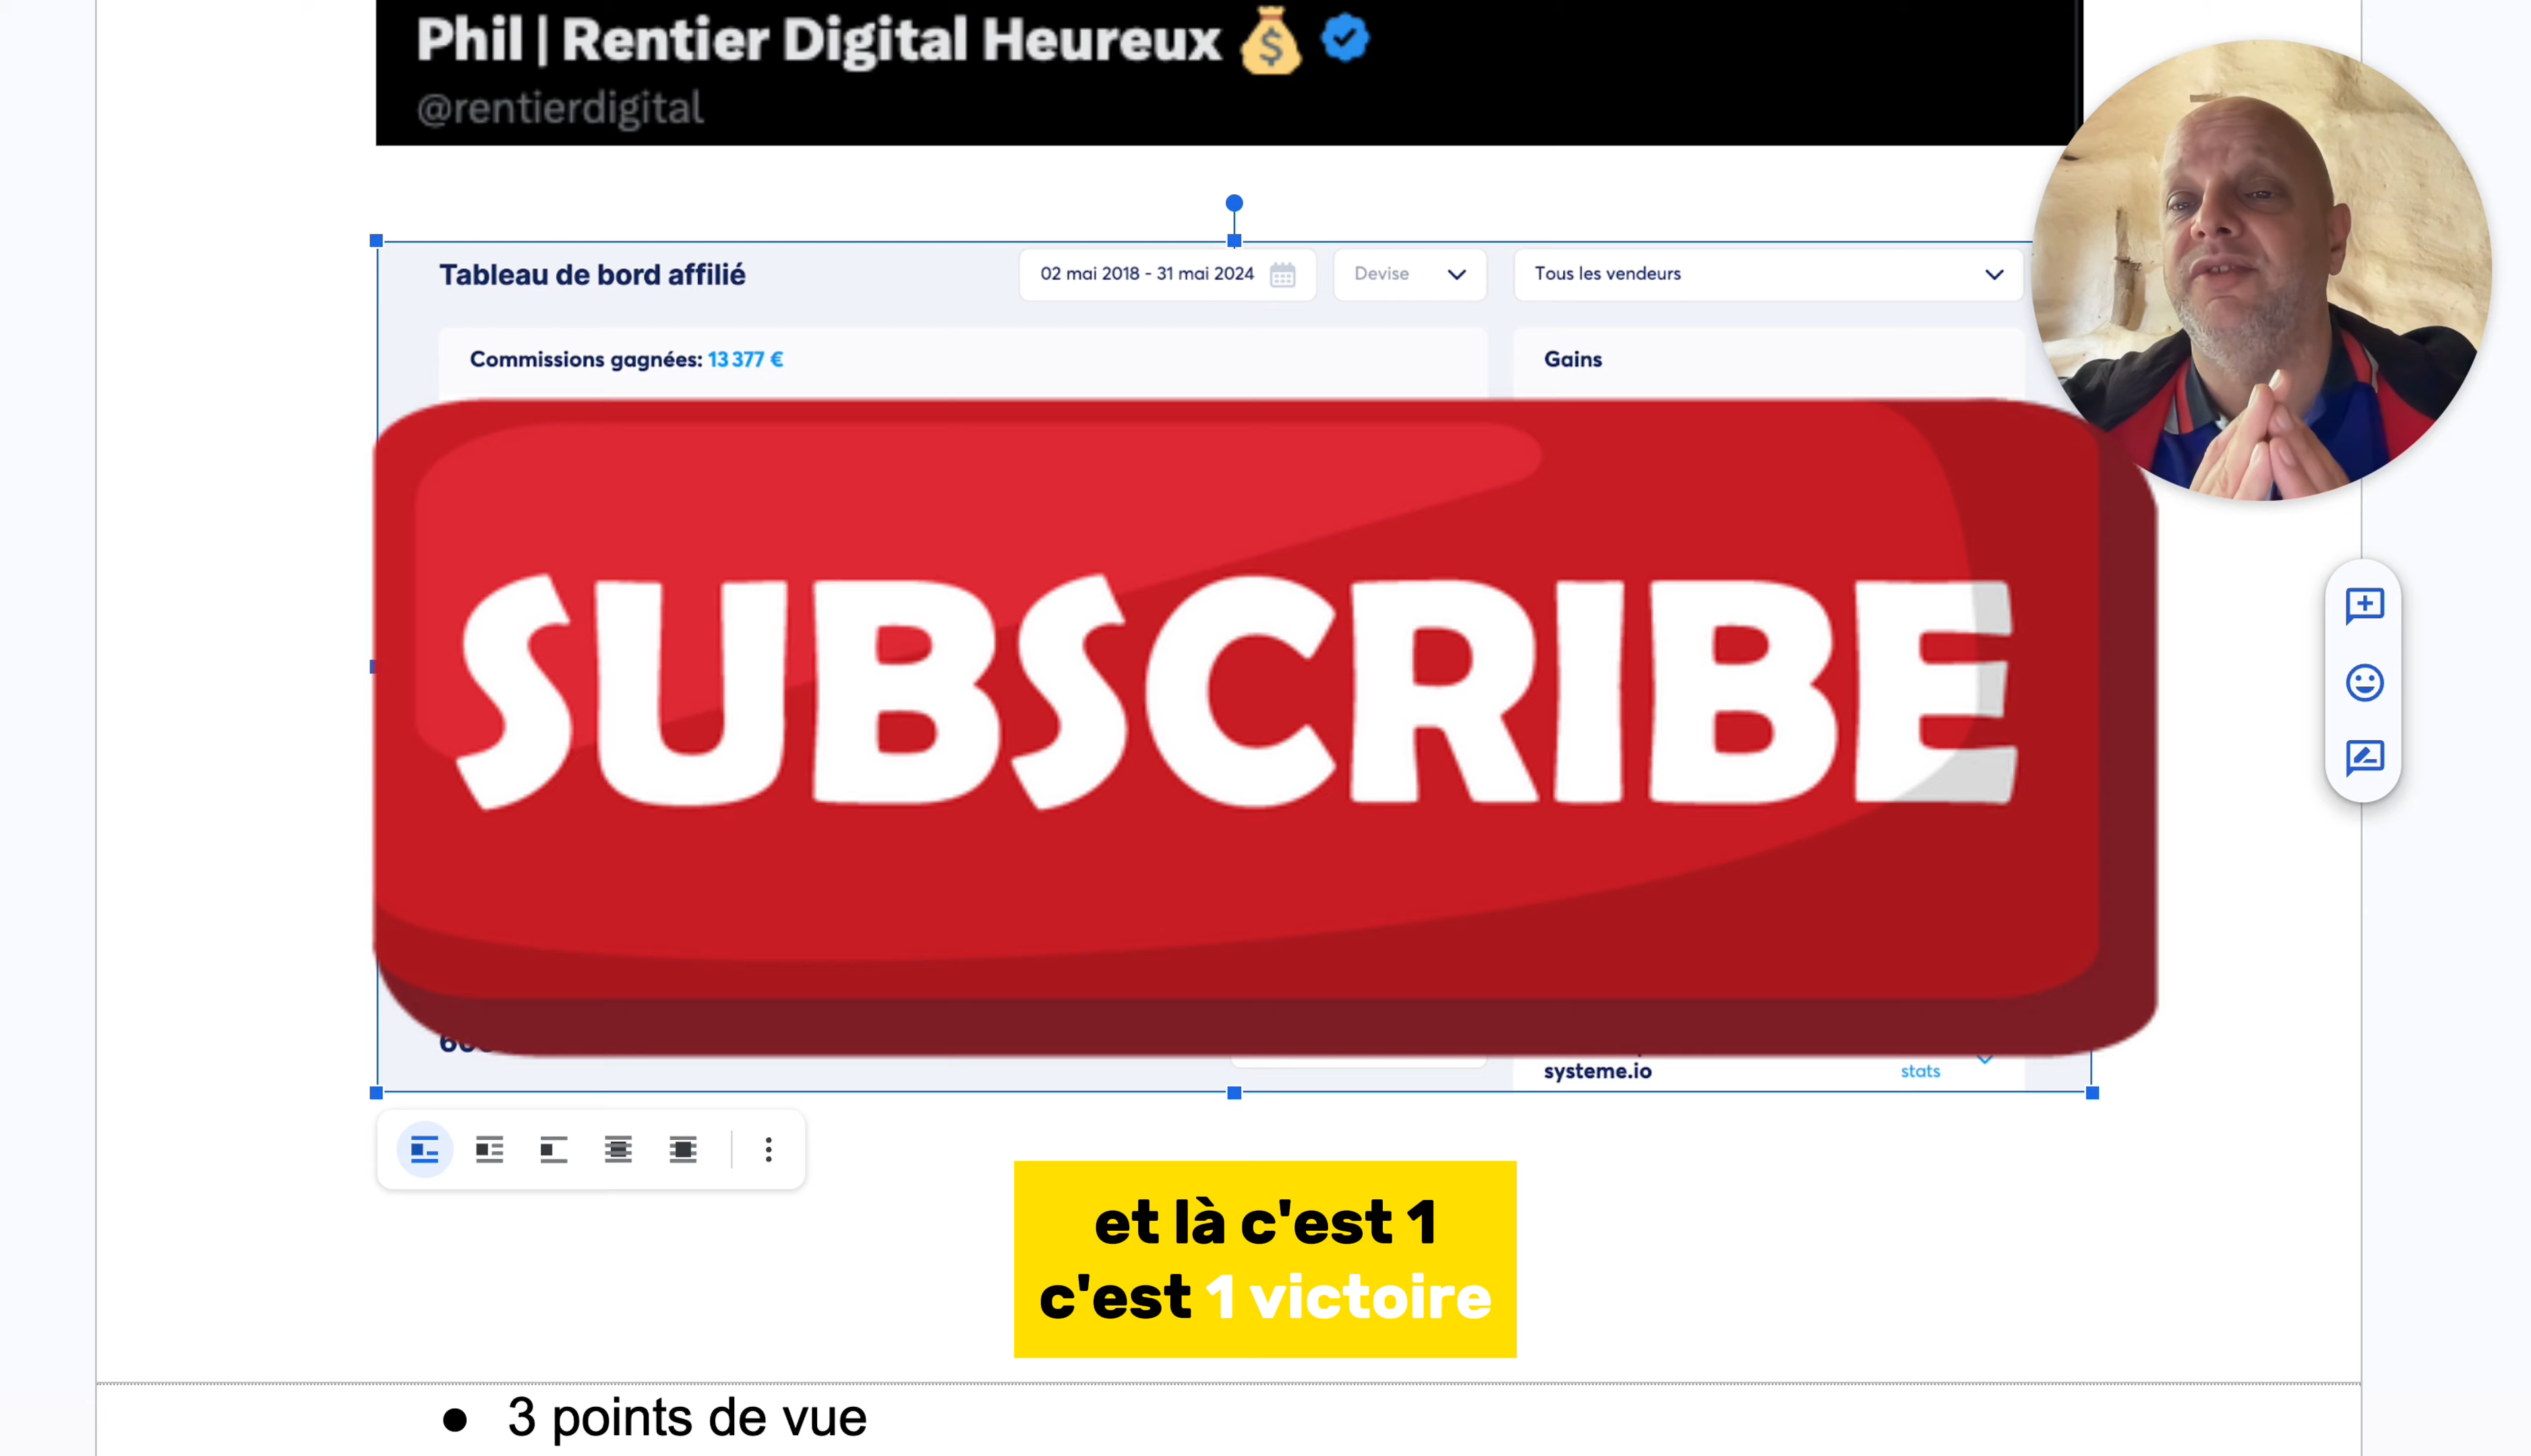 Phil | Rentier Digital Heureux
@rentierdigital
Tableau de bord affilié
02 mai 2018 - 31 mai 2024
Devise
Tous les vendeurs
Commissions gagnées: 13 377 €
Gains
SUBSCRIBE
systeme.io
stats
et là c'est 1
c'est 1 victoire
● 3 points de vue